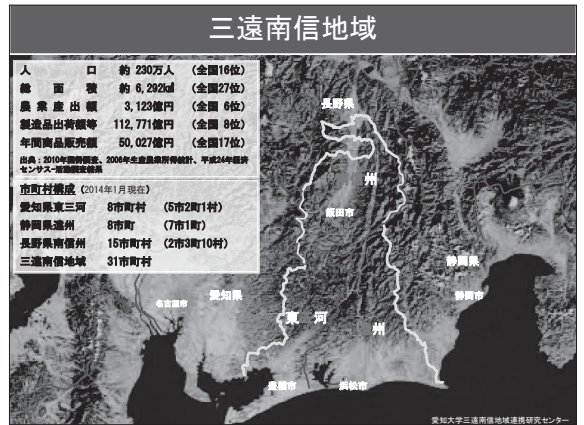 三遠南信地域
人口 約 230万人 (全国16位)
総面積 約 6,292k㎡ (全国27位)
農業産出額 3,123億円 (全国 6位)
製造品出荷額等 112,771億円 (全国 8位)
年間商品販売額 50,027億円 (全国17位)
出典:2010年国勢調査、2006年生産農業所得統計、平成24年経済
センサス-活動調査結果
市町村構成 (2014年1月現在)
愛知県東三河 8市町村 (5市2町1村)
静岡県遠州 8市町 (7市1町)
長野県南信州 15市町村 (2市3町10村)
三遠南信地域 31市町村
長野県
州
飯田市
静岡県
静岡市
愛知県
名古屋市
東 河
州
豊橋市
浜松市
愛知大学三遠南信地域連携研究センター